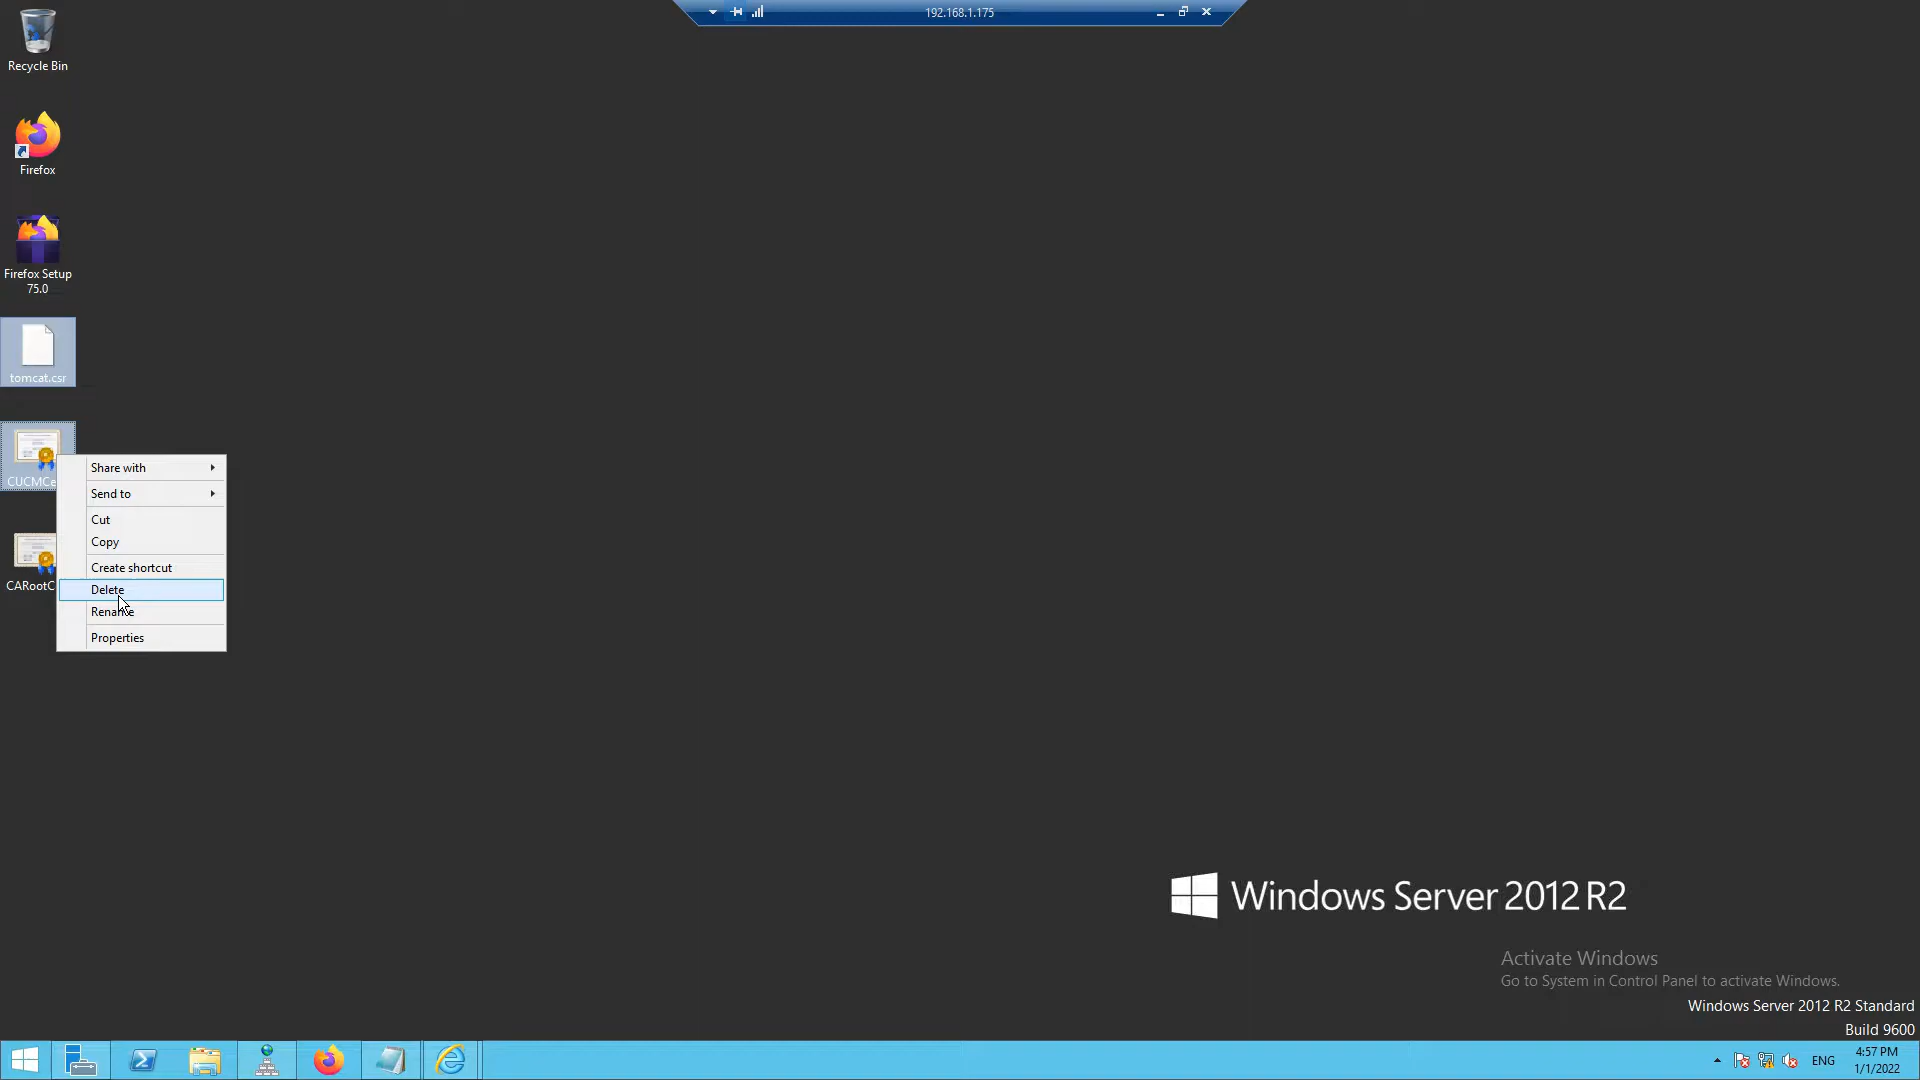 192.168.1.175
Recycle Bin
Firefox
Firefox Setup
75.0
tomcat.csr
CUCMCe
CARootC
Share with
Send to
Cut
Copy
Create shortcut
Delete
Rename
Properties
Windows Server 2012 R2
Activate Windows
Go to System in Control Panel to activate Windows.
Windows Server 2012 R2 Standard
Build 9600
ENG
4:57 PM
1/1/2022